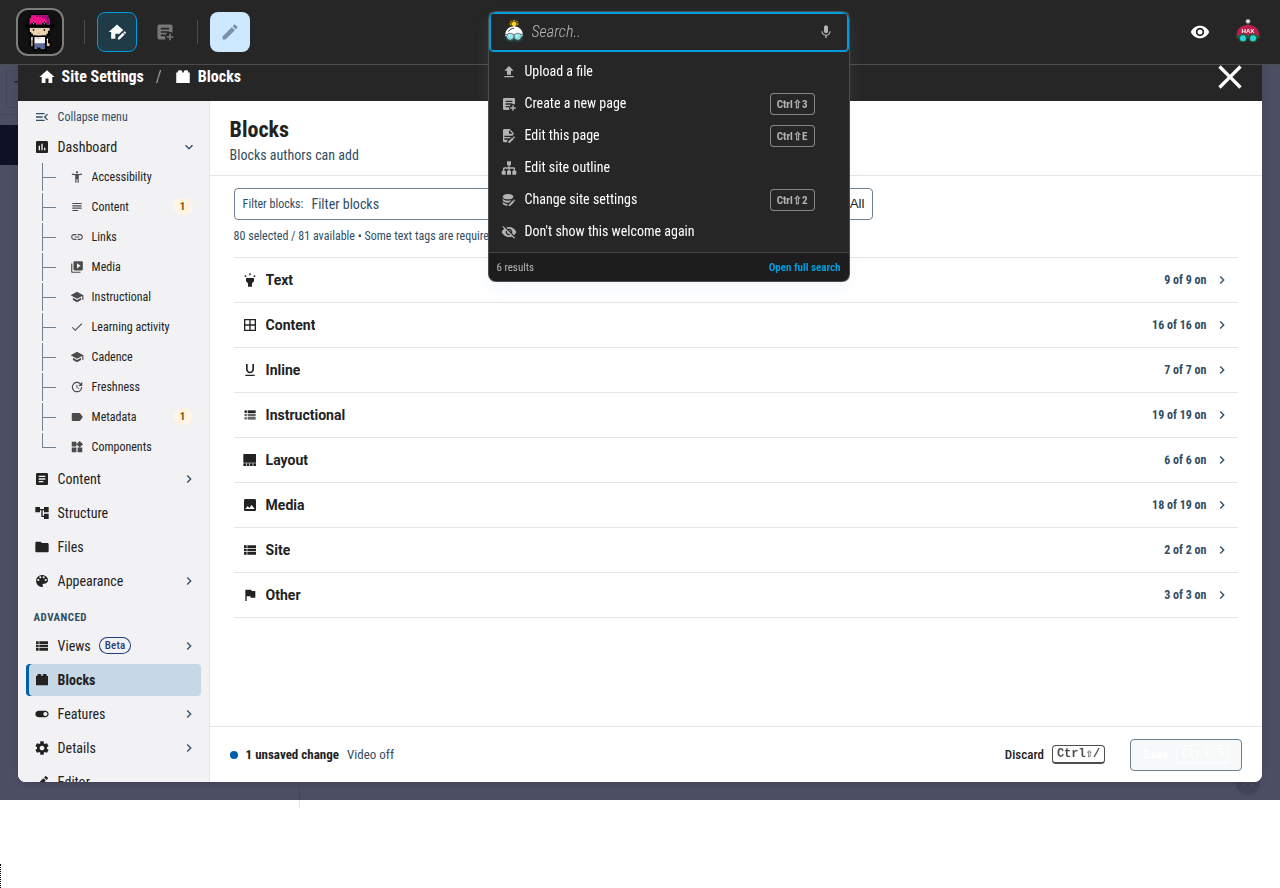 Search..
HAX
Upload a file
Create a new page Ctrl⇧3
Edit this page Ctrl⇧E
Edit site outline
Change site settings Ctrl⇧2
Don't show this welcome again
6 results Open full search
Site Settings / Blocks
Collapse menu
Dashboard
Accessibility
Content 1
Links
Media
Instructional
Learning activity
Cadence
Freshness
Metadata 1
Components
Content
Structure
Files
Appearance
ADVANCED
Views Beta
Blocks
Features
Details
Editor
Blocks
Blocks authors can add
Filter blocks: Filter blocks All
80 selected / 81 available • Some text tags are require
Text 9 of 9 on
Content 16 of 16 on
Inline 7 of 7 on
Instructional 19 of 19 on
Layout 6 of 6 on
Media 18 of 19 on
Site 2 of 2 on
Other 3 of 3 on
1 unsaved change Video off
Discard Ctrl⇧/
Save